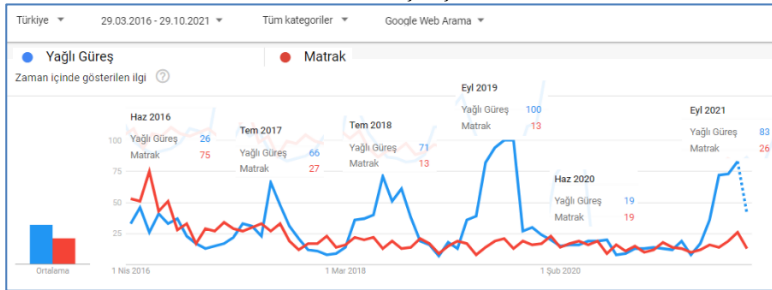 Türkiye 29.03.2016 - 29.10.2021 Tüm kategoriler Google Web Arama
Yağlı Güreş Matrak
Zaman içinde gösterilen ilgi ?
Eyl 2019
Yağlı Güreş 100
Matrak 13
Haz 2016
Yağlı Güreş 26
Matrak 75
Tem 2017
Yağlı Güreş 66
Matrak 27
Tem 2018
Yağlı Güreş 71
Matrak 13
Eyl 2021
Yağlı Güreş 83
Matrak 26
Haz 2020
Yağlı Güreş 19
Matrak 19
100
75
50
25
Ortalama 1 Nis 2016 1 Mar 2018 1 Şub 2020